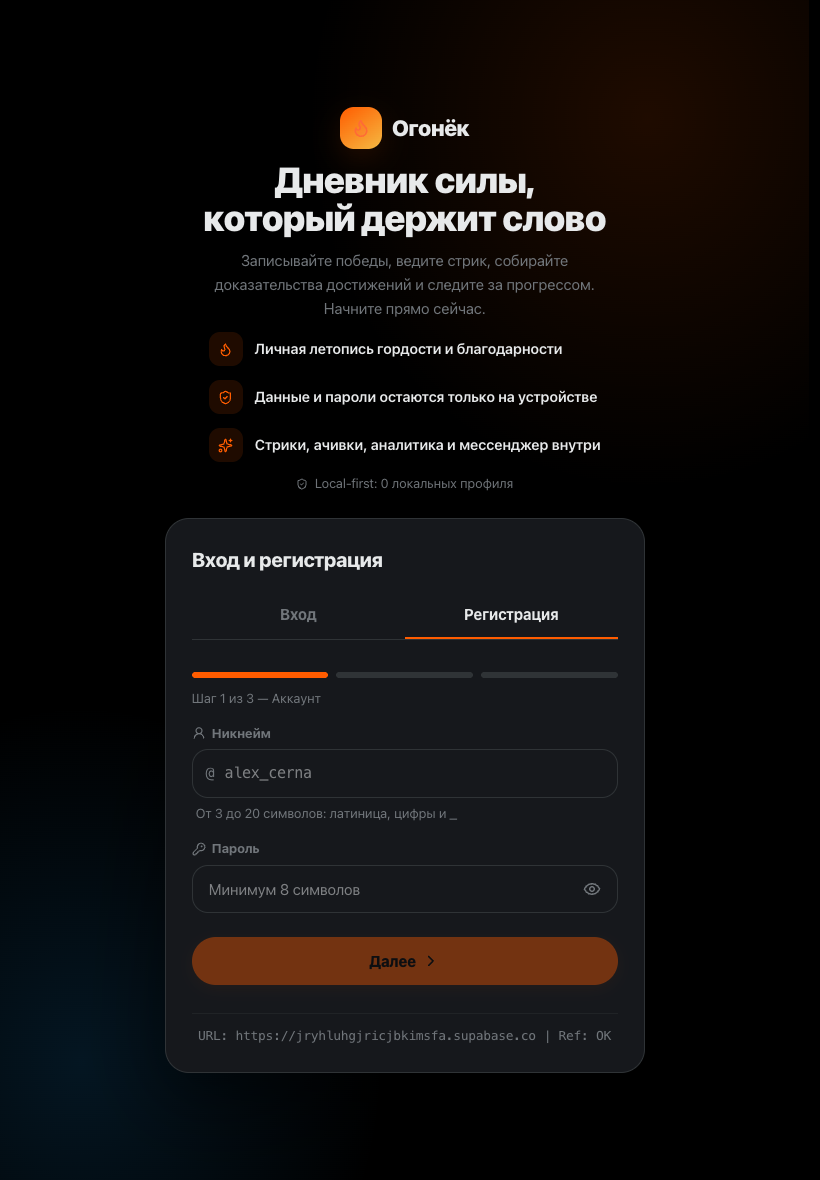 Огонёк
Дневник силы,
который держит слово
Записывайте победы, ведите стрик, собирайте
доказательства достижений и следите за прогрессом.
Начните прямо сейчас.
Личная летопись гордости и благодарности
Данные и пароли остаются только на устройстве
Стрики, ачивки, аналитика и мессенджер внутри
Local-first: 0 локальных профиля
Вход и регистрация
Вход
Регистрация
Шаг 1 из 3 — Аккаунт
Никнейм
@ alex_cerna
От 3 до 20 символов: латиница, цифры и _
Пароль
Минимум 8 символов
Далее
URL: https://jryhluhgjricjbkimsfa.supabase.co | Ref: OK